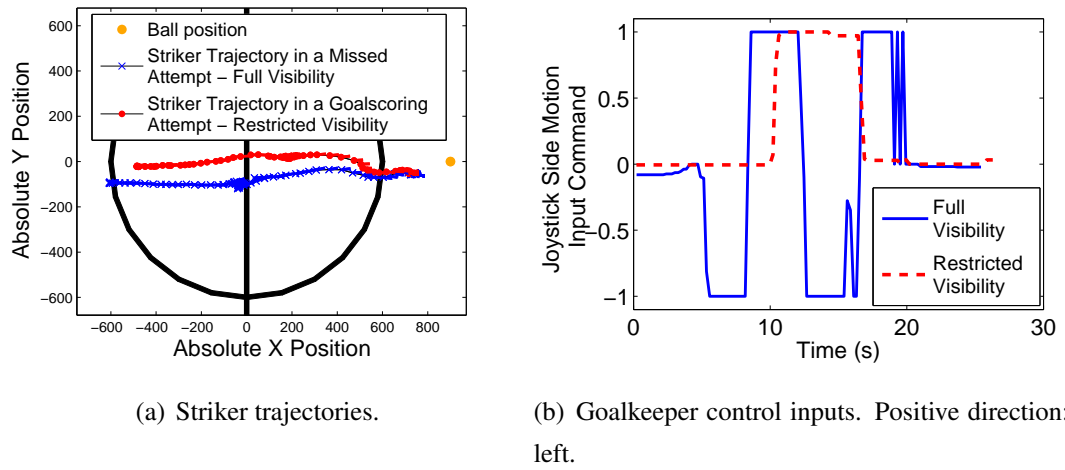 600
400
200
0
−200
−400
−600
−600 −400 −200 0 200 400 600 800
Absolute Y Position
Absolute X Position
Ball position
Striker Trajectory in a Missed
Attempt − Full Visibility
Striker Trajectory in a Goalscoring
Attempt − Restricted Visibility
(a) Striker trajectories.
1
0.5
0
−0.5
−1
0 10 20 30
Joystick Side Motion
Input Command
Time (s)
Full
Visibility
Restricted
Visibility
(b) Goalkeeper control inputs. Positive direction:
left.